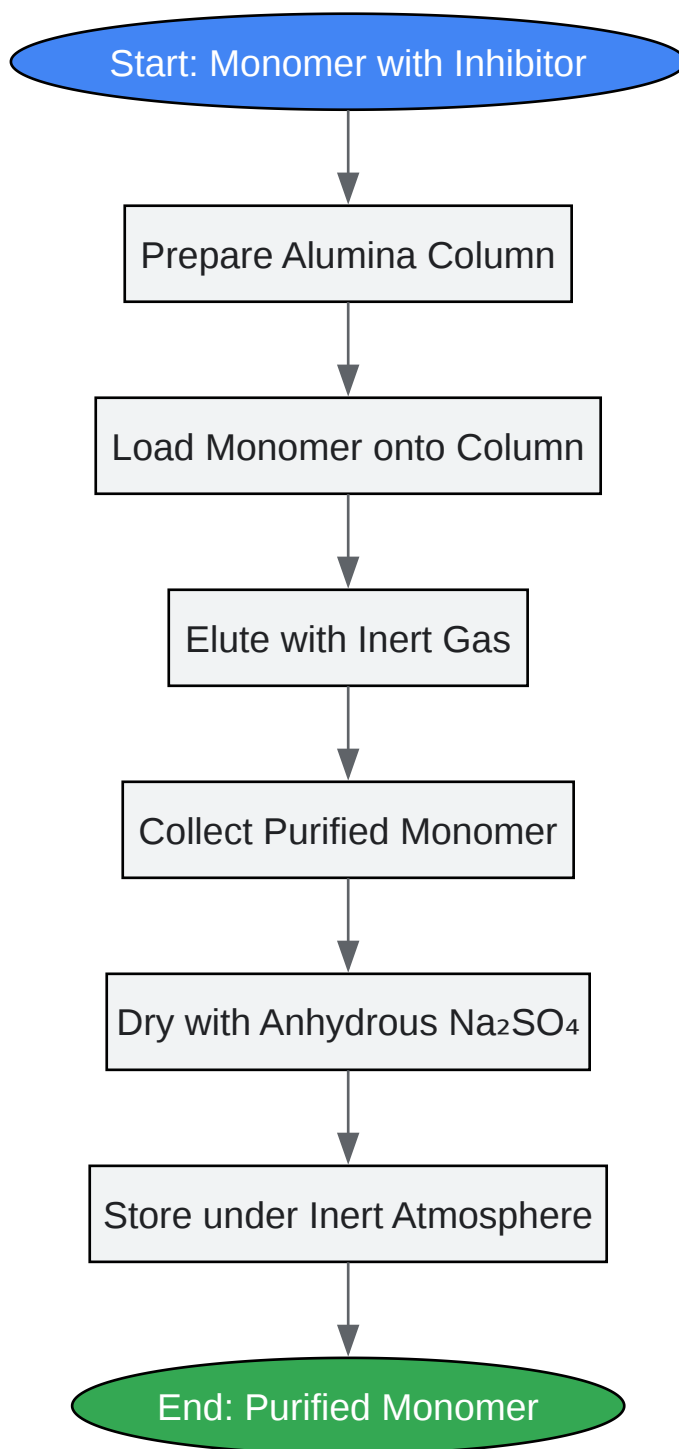 Start: Monomer with Inhibitor
Prepare Alumina Column
Load Monomer onto Column
Elute with Inert Gas
Collect Purified Monomer
Dry with Anhydrous Na₂SO₄
Store under Inert Atmosphere
End: Purified Monomer